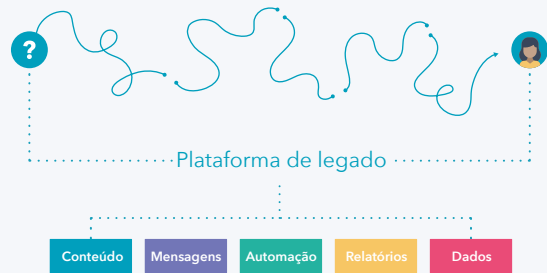 ?
Plataforma de legado
Conteúdo Mensagens Automação Relatórios Dados